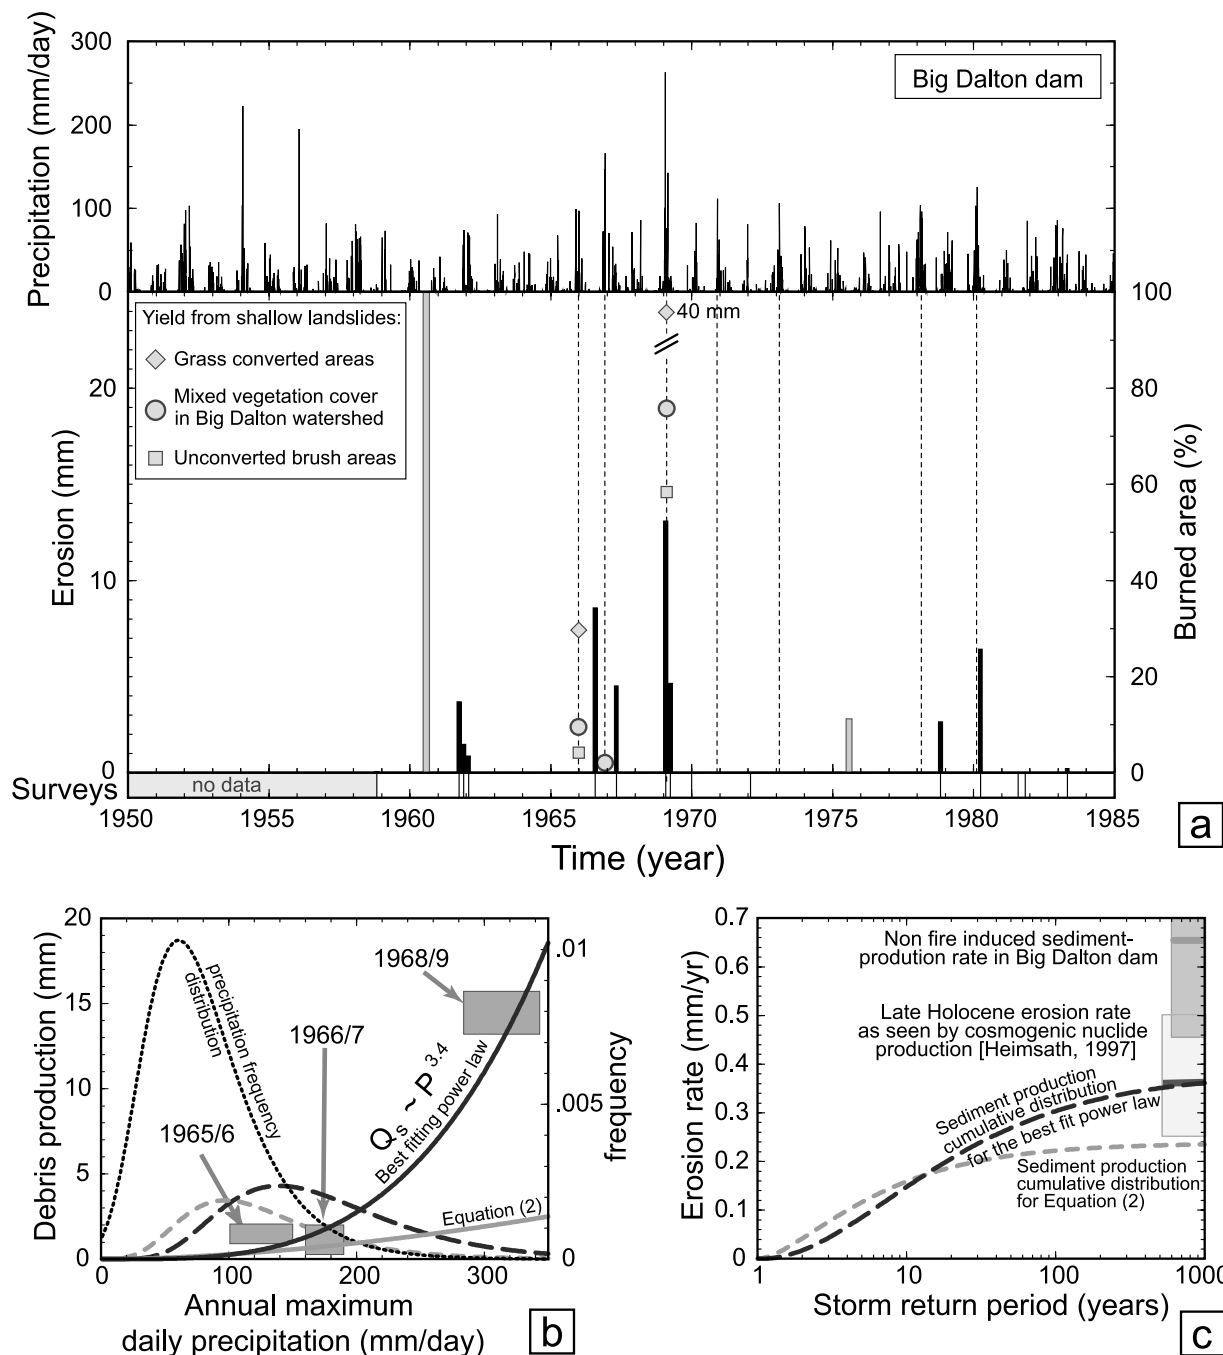 300
200
100
0
Precipitation (mm/day)
Big Dalton dam
Yield from shallow landslides:
Grass converted areas
Mixed vegetation cover
in Big Dalton watershed
Unconverted brush areas
40 mm
20
10
0
Erosion (mm)
100
80
60
40
20
0
Burned area (%)
Surveys
no data
1950 1955 1960 1965 1970 1975 1980 1985
Time (year)
a
20
15
10
5
0
Debris production (mm)
precipitation frequency
distribution
1965/6
1966/7
1968/9
Qs ~ P3.4
Best fitting power law
Equation (2)
.01
.005
0
frequency
0 100 200 300
Annual maximum
daily precipitation (mm/day)
b
0.7
0.6
0.5
0.4
0.3
0.2
0.1
0
Erosion rate (mm/yr)
Non fire induced sediment-
prodution rate in Big Dalton dam
Late Holocene erosion rate
as seen by cosmogenic nuclide
production [Heimsath, 1997]
Sediment production
cumulative distribution
for the best fit power law
Sediment production
cumulative distribution
for Equation (2)
1 10 100 1000
Storm return period (years)
c